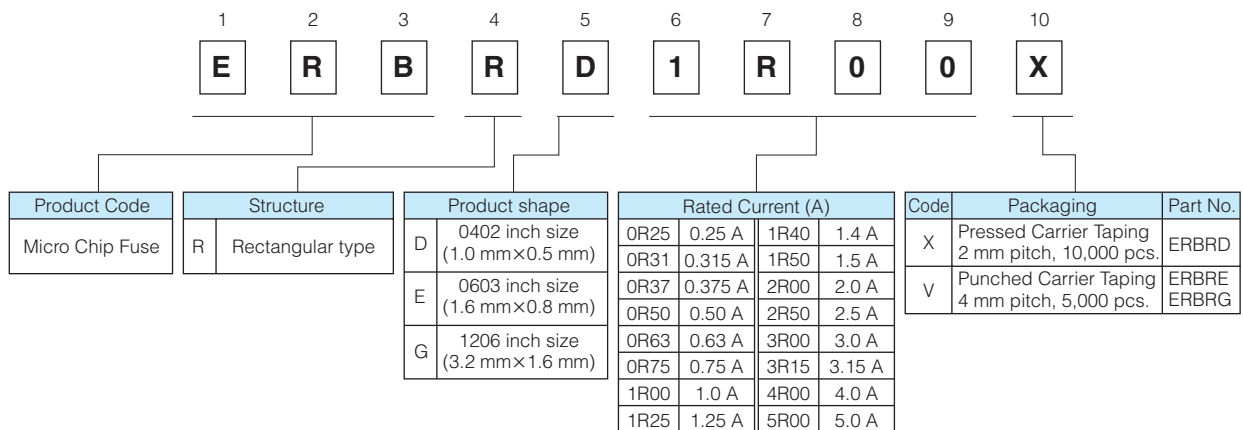 1 2 3 4 5 6 7 8 9 10
E R B R D 1 R 0 0 X
Product Code
Micro Chip Fuse
Structure
R Rectangular type
Product shape
D 0402 inch size
(1.0 mm×0.5 mm)
E 0603 inch size
(1.6 mm×0.8 mm)
G 1206 inch size
(3.2 mm×1.6 mm)
Rated Current (A)
0R25 0.25 A 1R40 1.4 A
0R31 0.315 A 1R50 1.5 A
0R37 0.375 A 2R00 2.0 A
0R50 0.50 A 2R50 2.5 A
0R63 0.63 A 3R00 3.0 A
0R75 0.75 A 3R15 3.15 A
1R00 1.0 A 4R00 4.0 A
1R25 1.25 A 5R00 5.0 A
Code Packaging Part No.
X Pressed Carrier Taping
2 mm pitch, 10,000 pcs. ERBRD
V Punched Carrier Taping ERBRE
4 mm pitch, 5,000 pcs. ERBRG